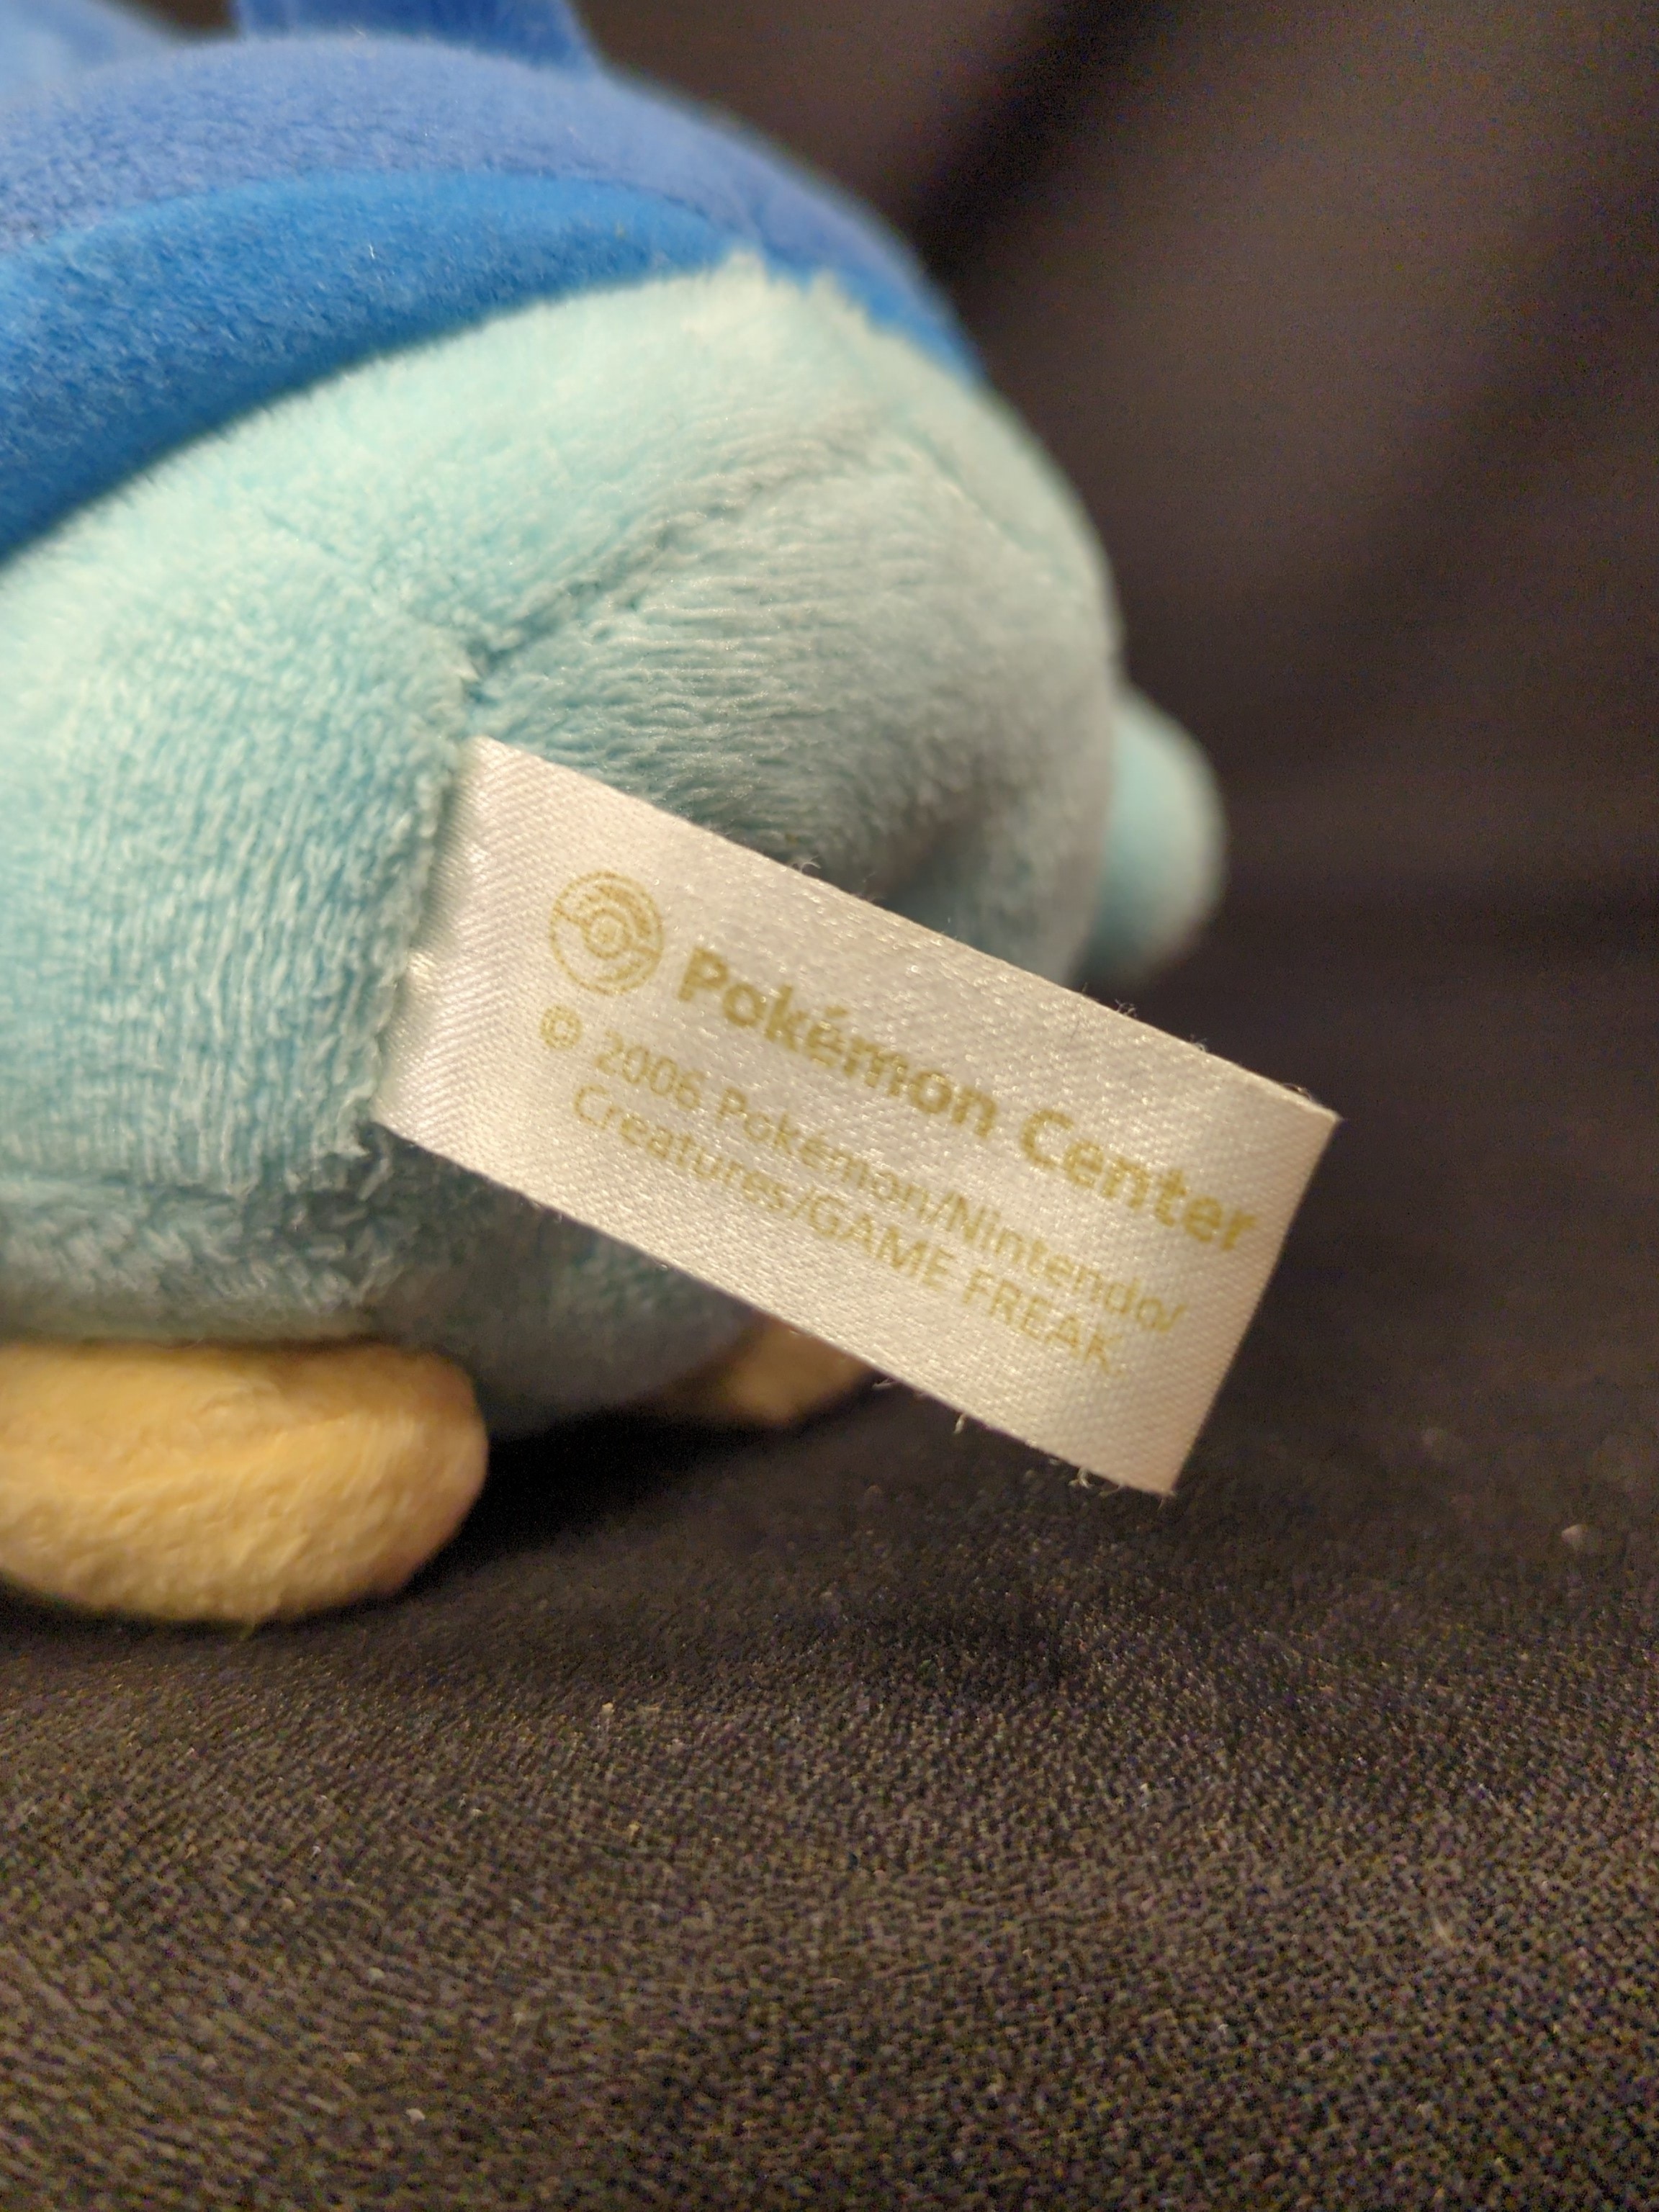 Pokémon Center
© 2006 Pokémon/Nintendo/
Creatures/GAME FREAK